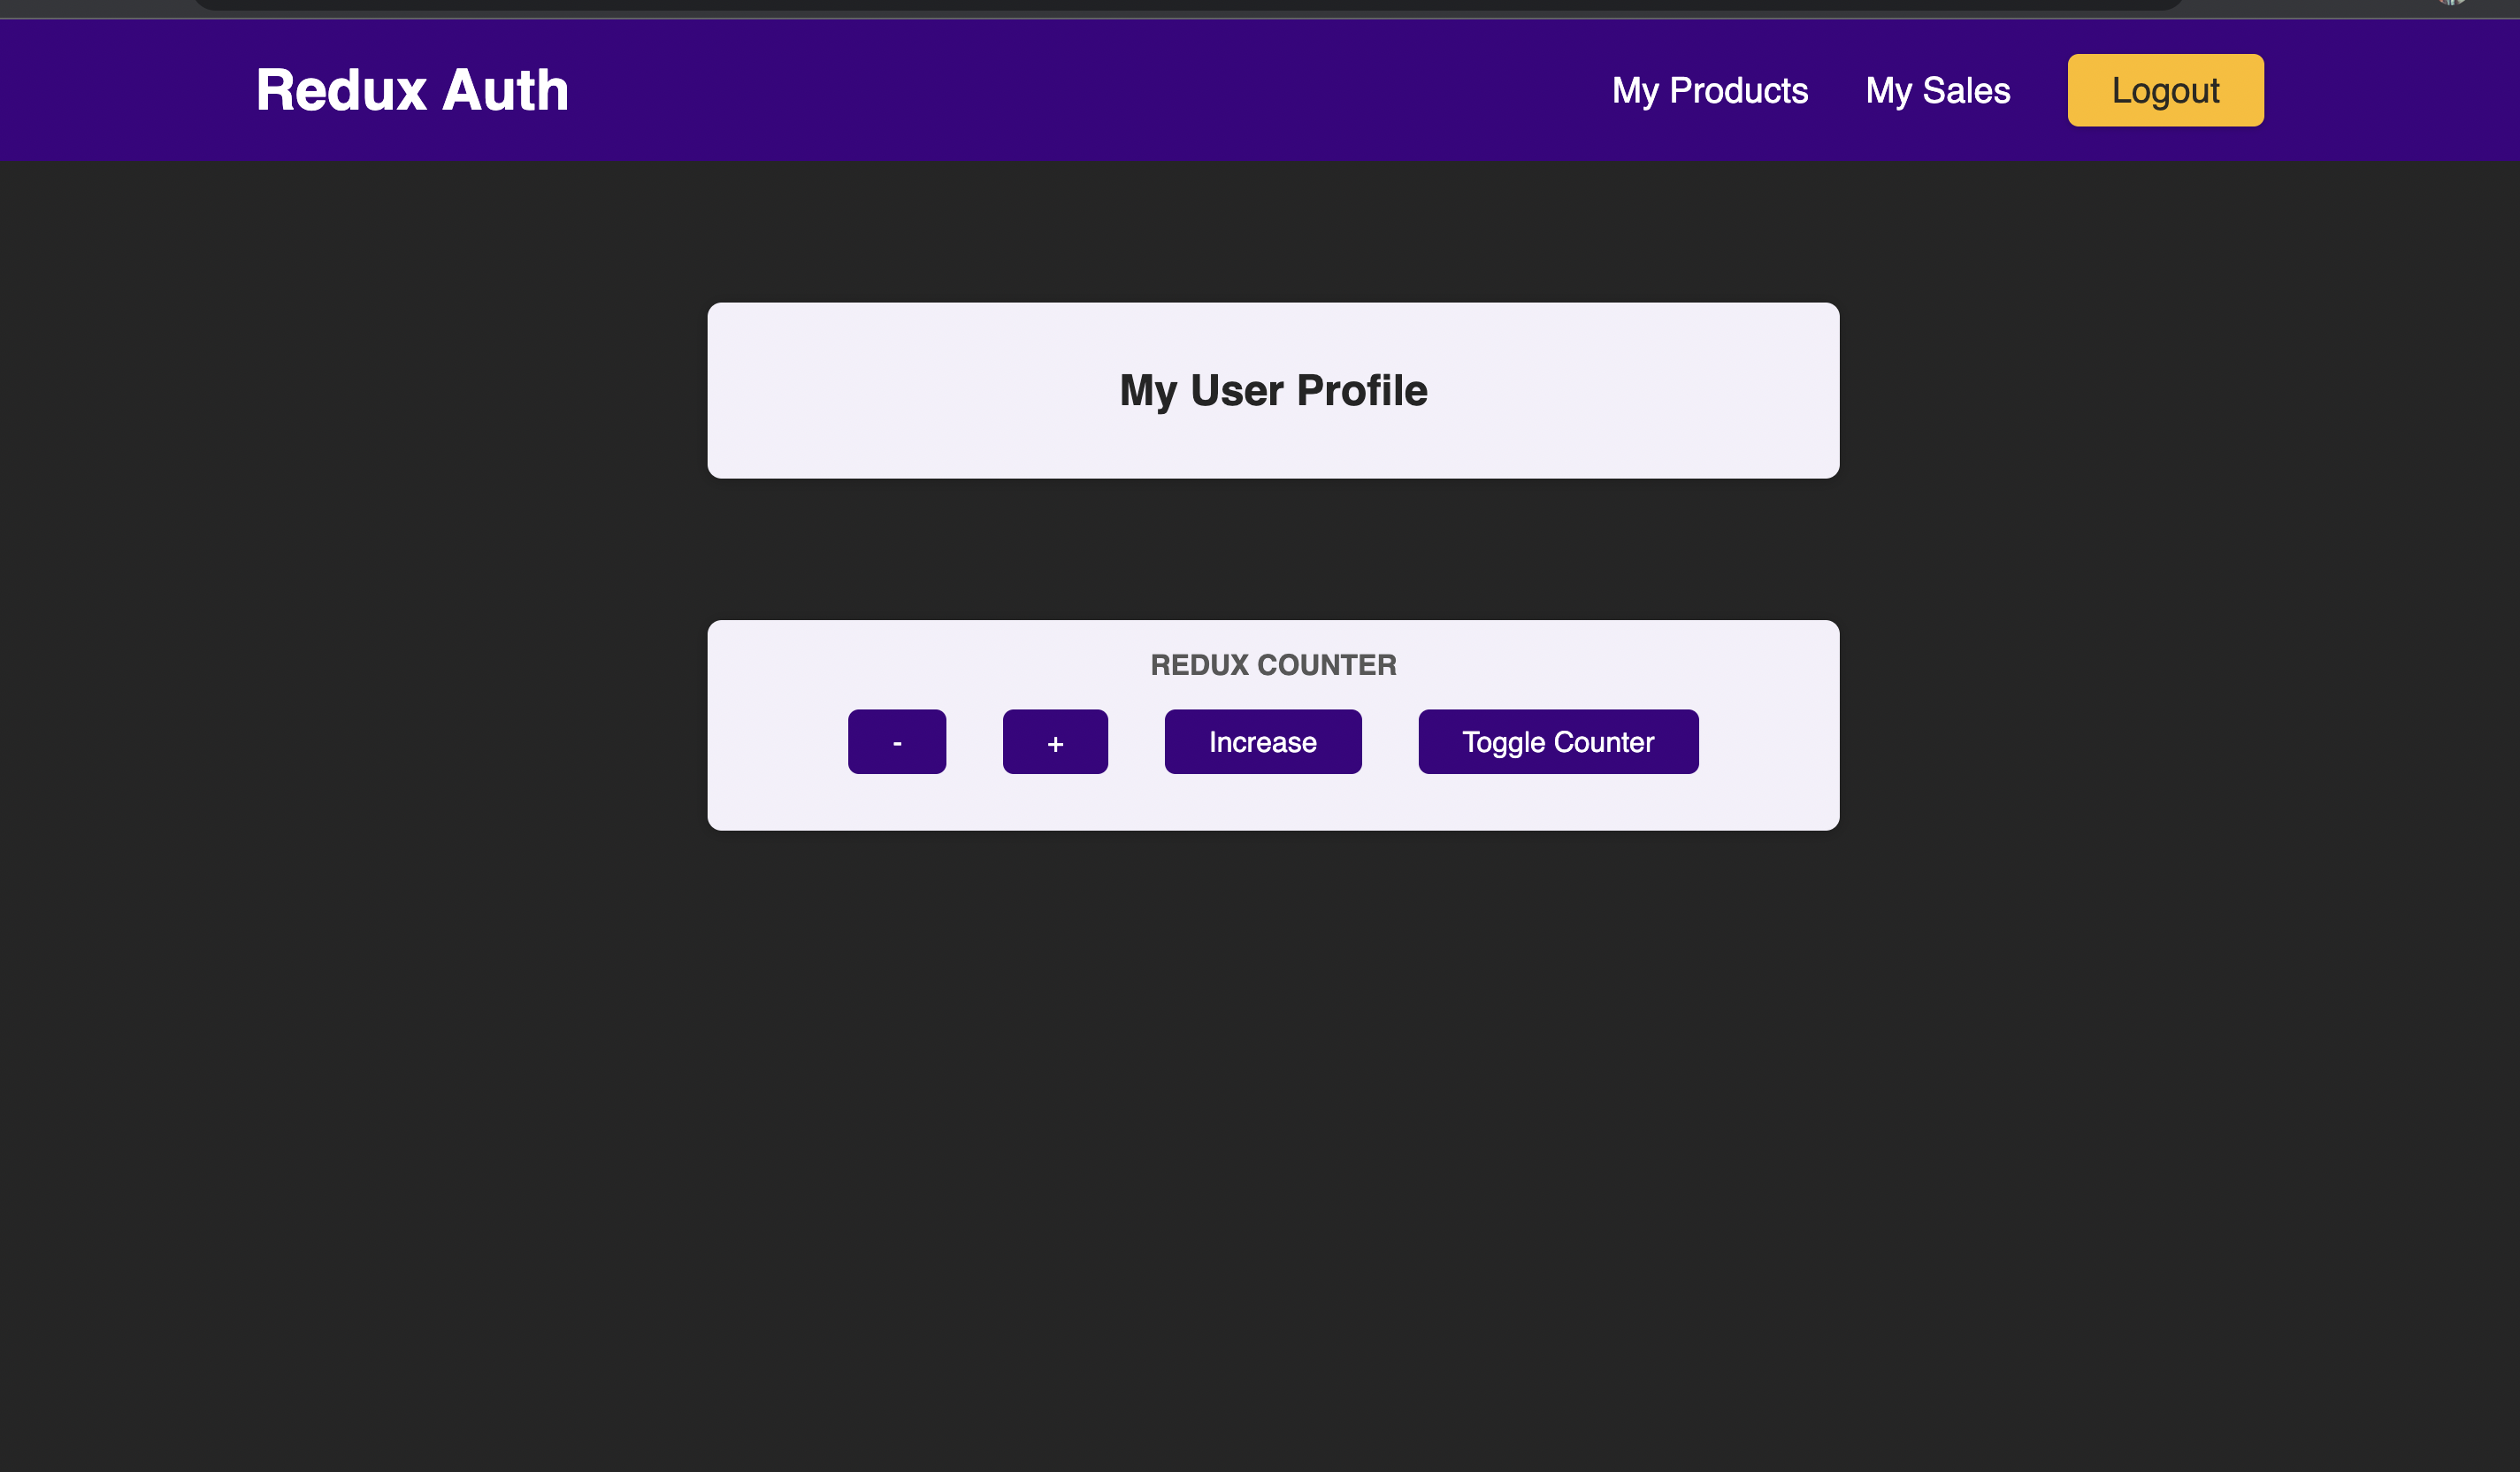 Redux Auth
My Products
My Sales
Logout
My User Profile
REDUX COUNTER
-
+
Increase
Toggle Counter